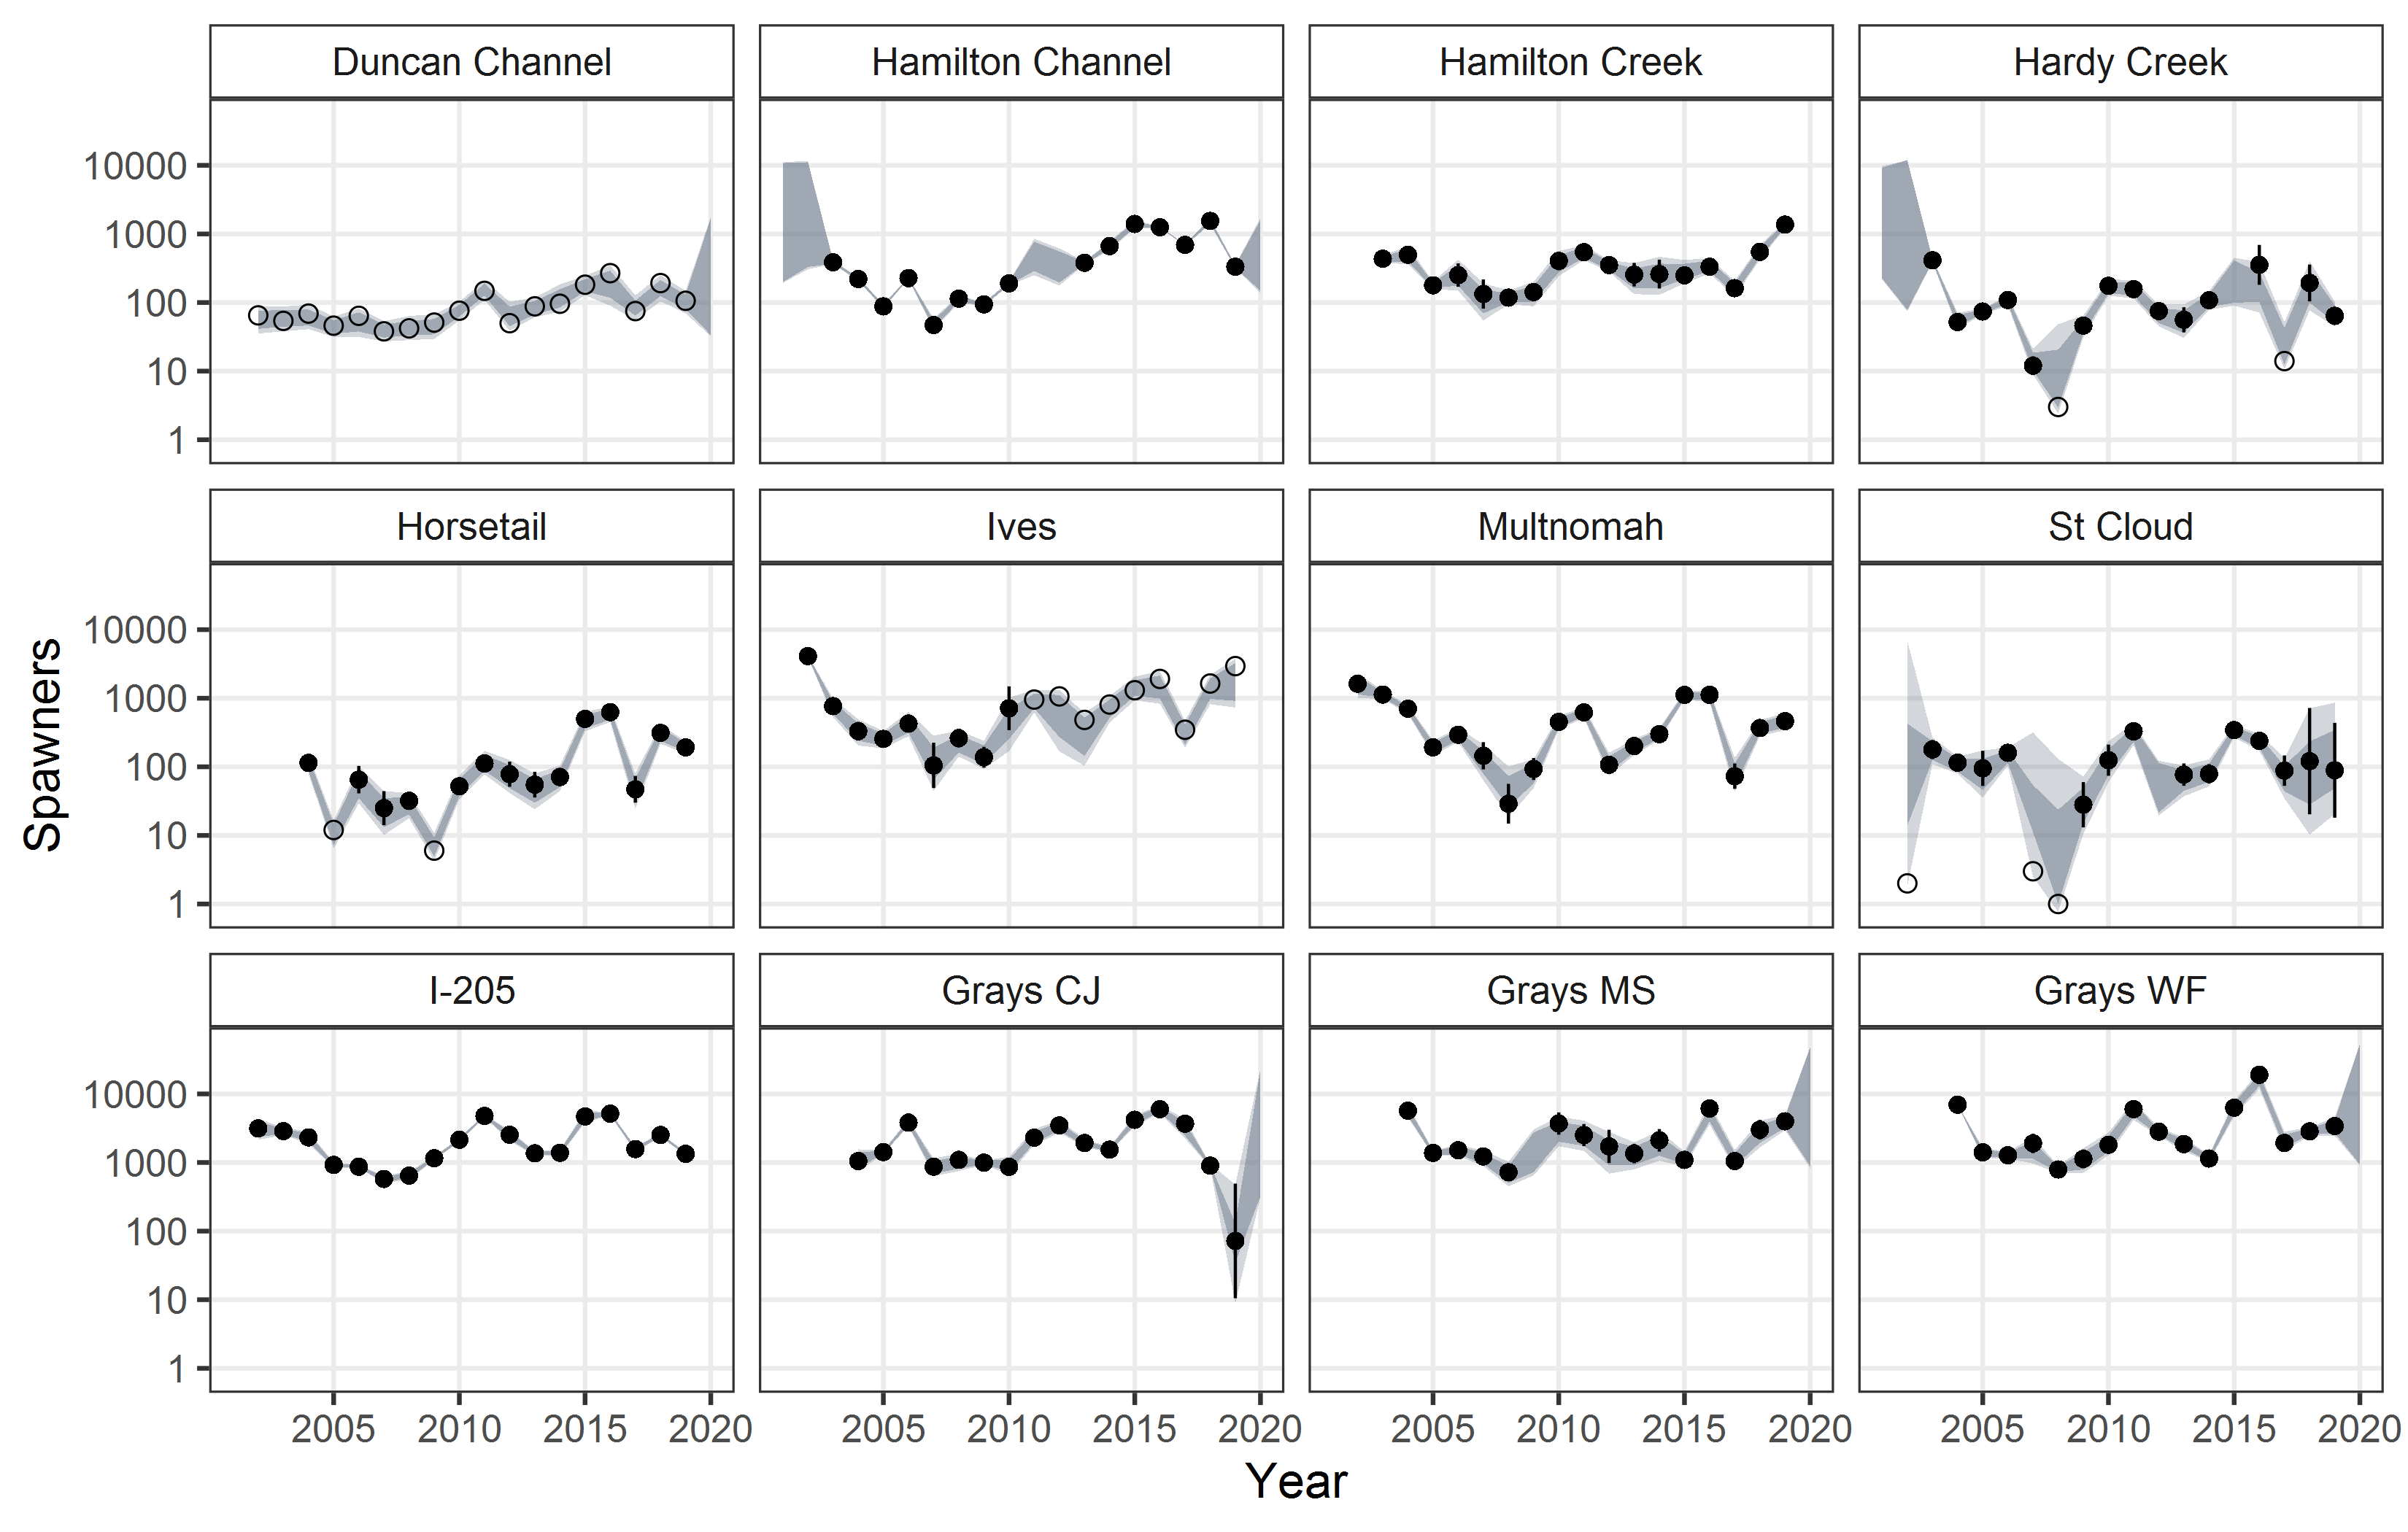 Duncan Channel Hamilton Channel Hamilton Creek Hardy Creek
10000
1000
100
10
1
Horsetail Ives Multnomah St Cloud
10000
1000
100
10
1
Spawners
I-205 Grays CJ Grays MS Grays WF
10000
1000
100
10
1
2005 2010 2015 2020 2005 2010 2015 2020 2005 2010 2015 2020 2005 2010 2015 2020
Year